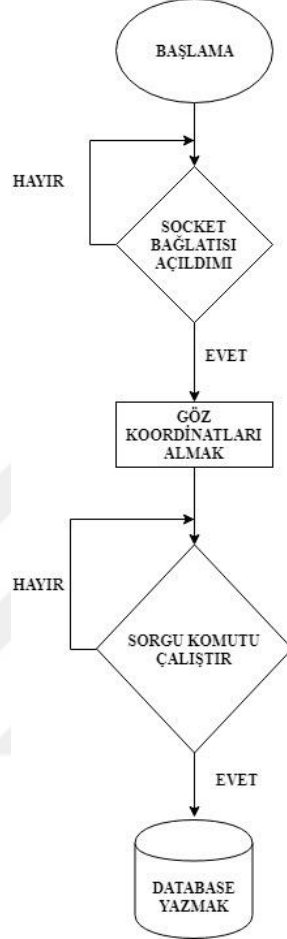 BAŞLAMA
HAYIR
SOCKET
BAĞLATISI
AÇILDIMI
EVET
GÖZ
KOORDİNATLARI
ALMAK
HAYIR
SORGU KOMUTU
ÇALIŞTIR
EVET
DATABASE
YAZMAK